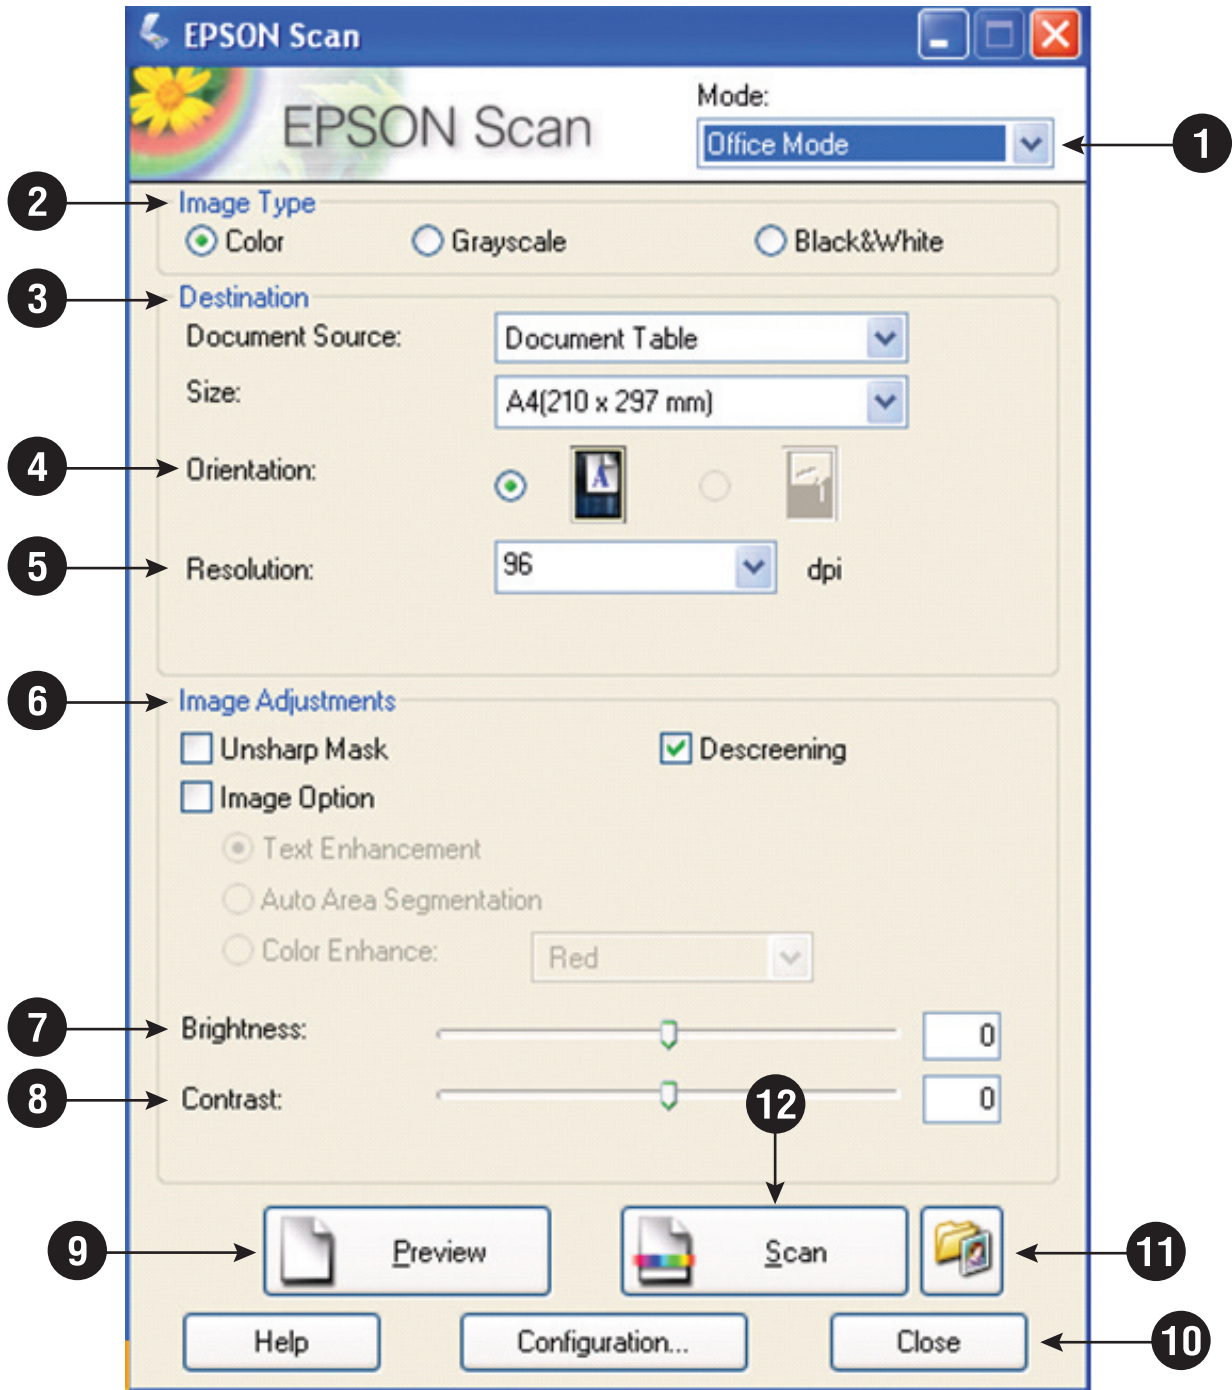 EPSON Scan
EPSON Scan
Mode:
Office Mode
1
2
Image Type
Color Grayscale Black&White
3
Destination
Document Source: Document Table
Size: A4(210 x 297 mm)
4
Orientation:
A
5
Resolution: 96 dpi
6
Image Adjustments
Unsharp Mask Descreening
Image Option
Text Enhancement
Auto Area Segmentation
Color Enhance: Red
7
Brightness: 0
8
Contrast: 0
12
9
Preview Scan
11
Help Configuration... Close
10